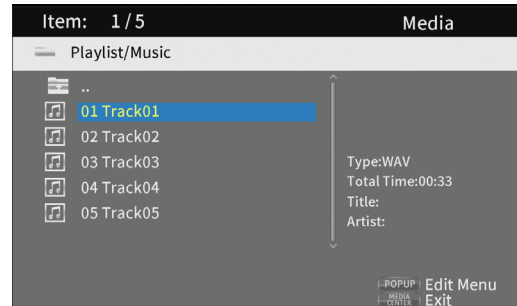 Item: 1/5 Media
Playlist/Music
..
01 Track01
02 Track02
03 Track03
04 Track04
05 Track05
Type:WAV
Total Time:00:33
Title:
Artist:
POPUP Edit Menu
MEDIA CENTER Exit